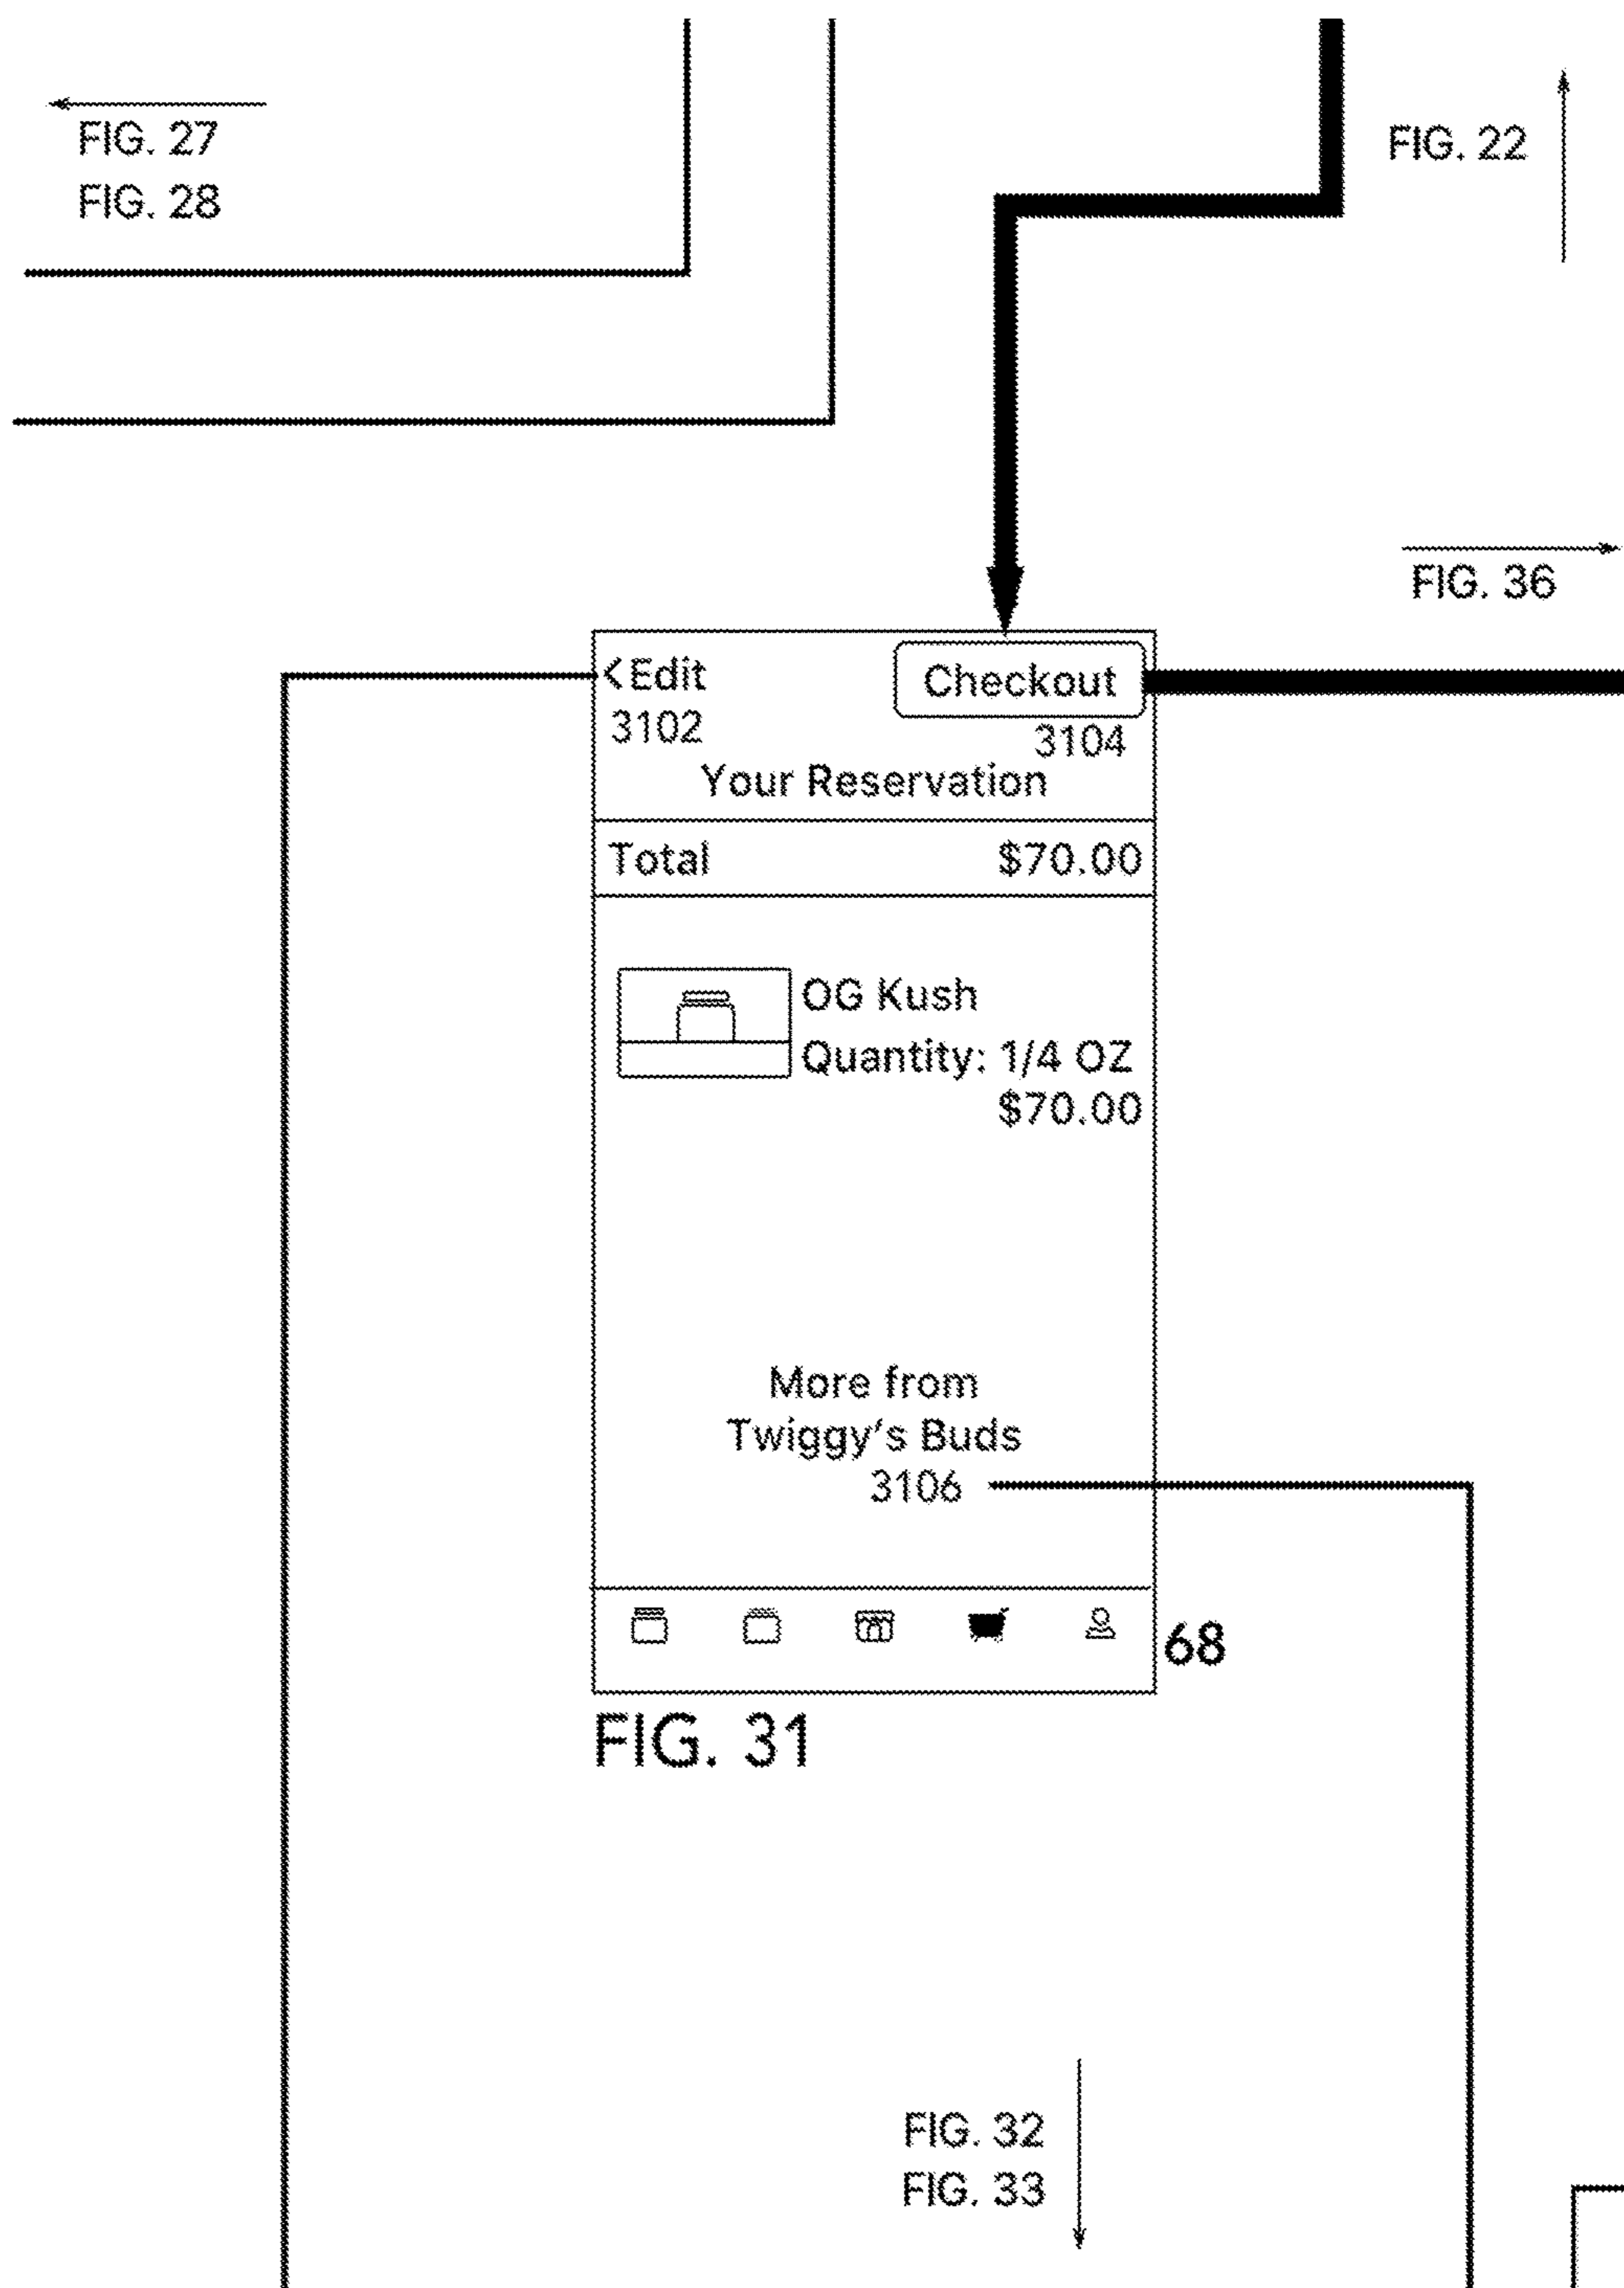 FIG. 27
FIG. 28
FIG. 22
FIG. 36
<Edit
Checkout
3102
3104
Your Reservation
Total $70.00
OG Kush
Quantity: 1/4 OZ
$70.00
More from
Twiggy's Buds
3106
68
FIG. 31
FIG. 32
FIG. 33